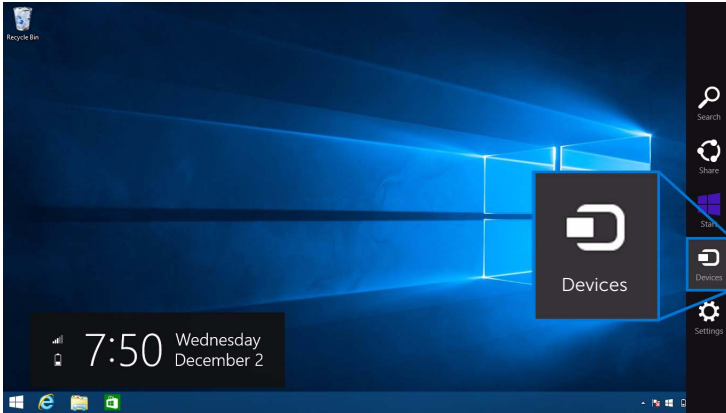 Recycle Bin
Search
Share
Start
Devices
Devices
Settings
7:50
Wednesday
December 2